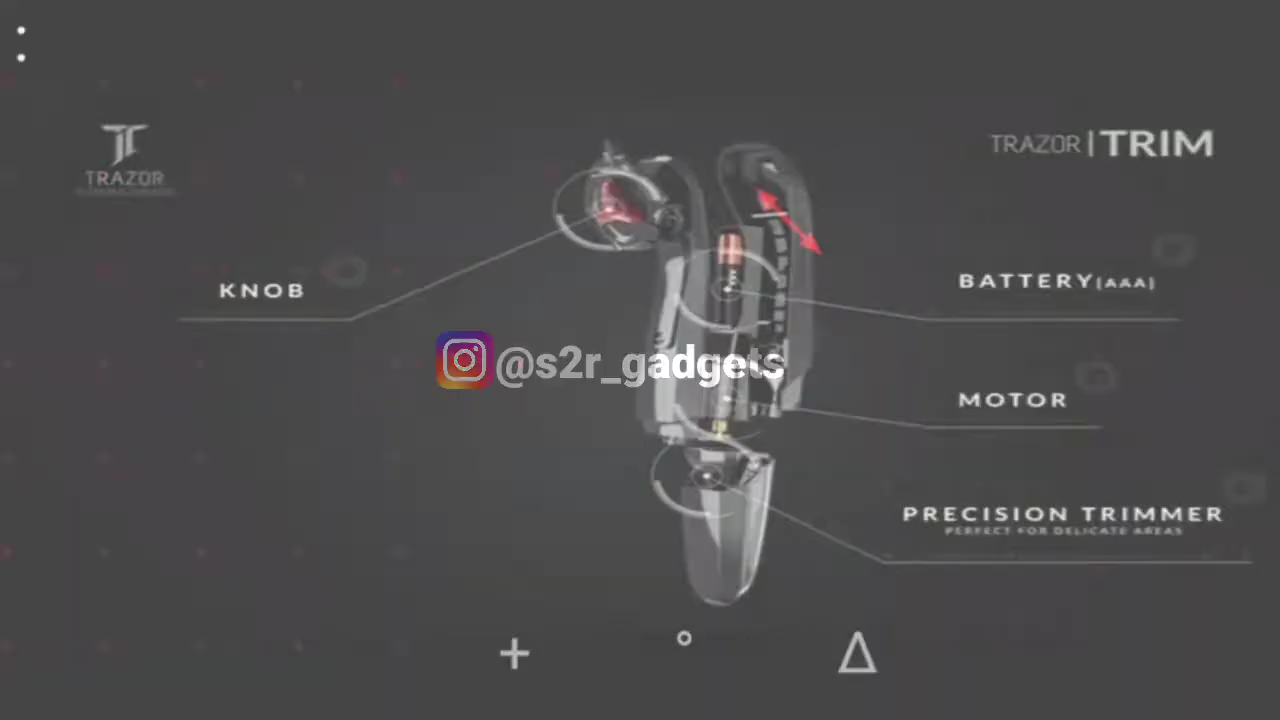 TRAZOR
TRAZOR | TRIM
KNOB
BATTERY[AAA]
@s2r_gadgets
MOTOR
PRECISION TRIMMER
PERFECT FOR DELICATE AREAS